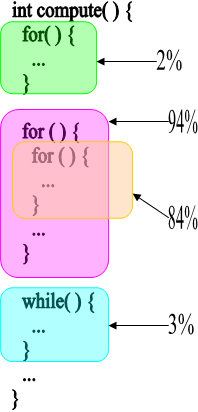 int compute( ) {
for( ) {
...
2%
}
94%
for ( ) {
for ( ) {
...
}
84%
...
}
while( ) {
...
3%
}
...
}